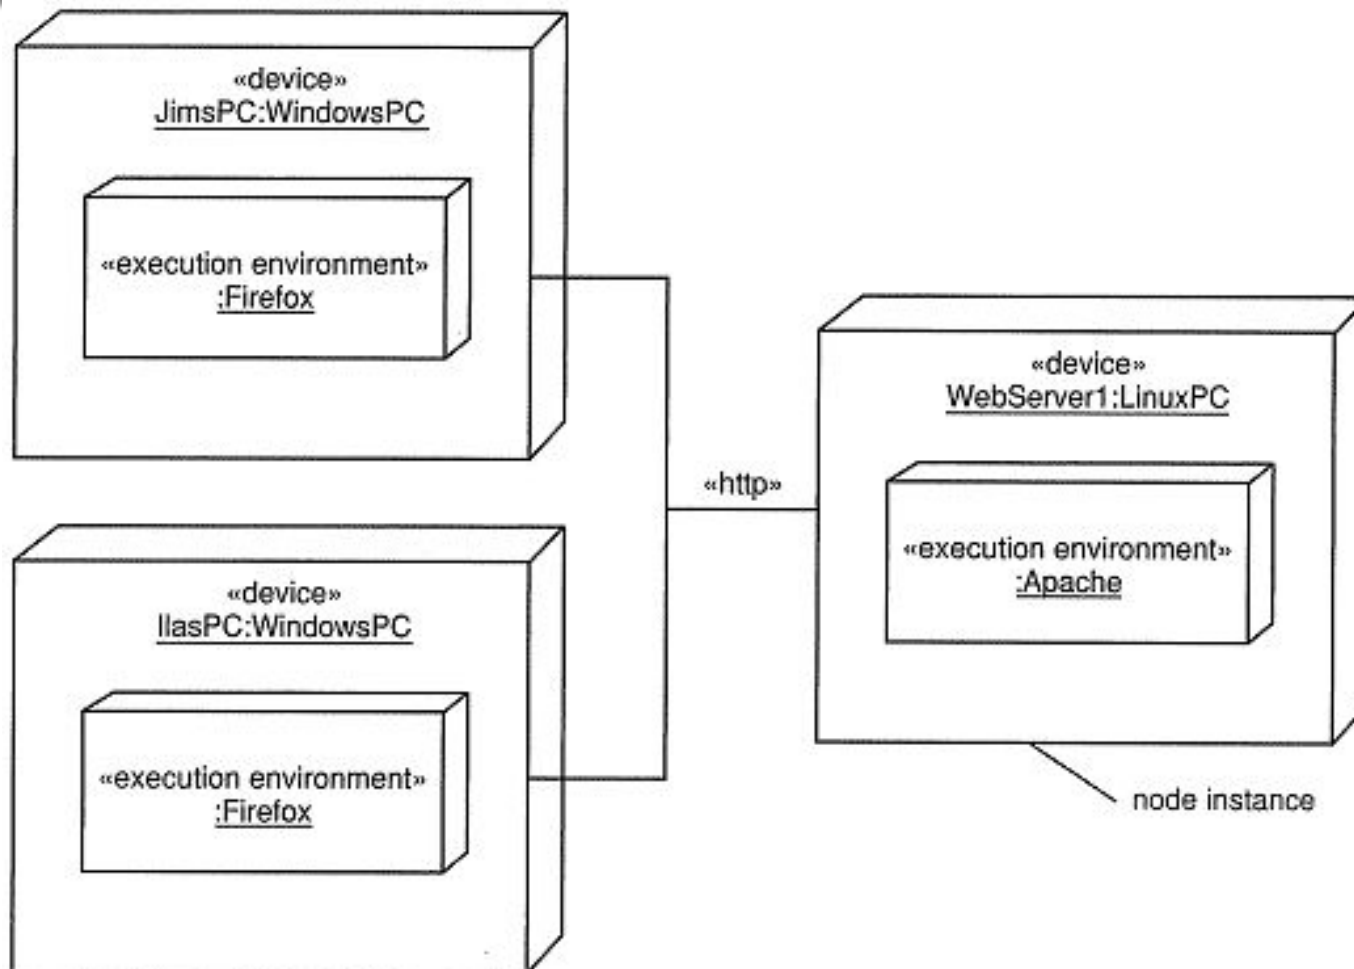 «device»
JimsPC:WindowsPC
«execution environment»
:Firefox
«device»
IlasPC:WindowsPC
«execution environment»
:Firefox
«http»
«device»
WebServer1:LinuxPC
«execution environment»
:Apache
node instance